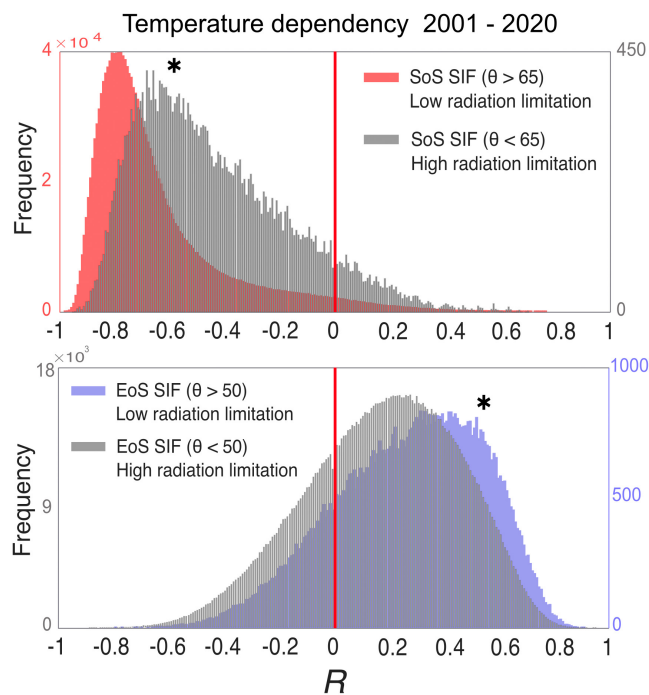 Temperature dependency 2001 - 2020
4 ×10⁴ 450
* SoS SIF (θ > 65)
Low radiation limitation
SoS SIF (θ < 65)
High radiation limitation
Frequency
2
0 0
-1 -0.8 -0.6 -0.4 -0.2 0 0.2 0.4 0.6 0.8 1
18 ×10³ 1000
EoS SIF (θ > 50) *
Low radiation limitation
EoS SIF (θ < 50)
High radiation limitation
Frequency
9 500
0 0
-1 -0.8 -0.6 -0.4 -0.2 0 0.2 0.4 0.6 0.8 1
R